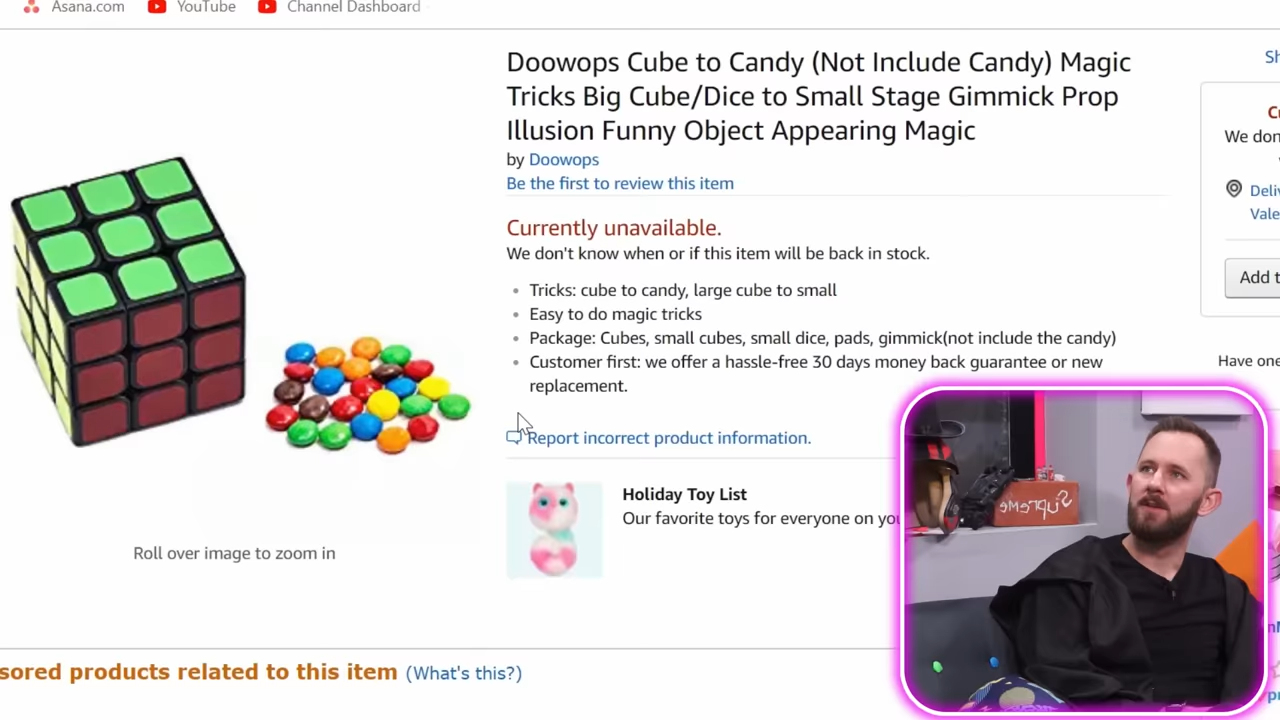 Asana.com
YouTube
Channel Dashboard
Doowops Cube to Candy (Not Include Candy) Magic
Tricks Big Cube/Dice to Small Stage Gimmick Prop
Illusion Funny Object Appearing Magic
by Doowops
Be the first to review this item
Currently unavailable.
We don't know when or if this item will be back in stock.
Tricks: cube to candy, large cube to small
Easy to do magic tricks
Package: Cubes, small cubes, small dice, pads, gimmick(not include the candy)
Customer first: we offer a hassle-free 30 days money back guarantee or new
replacement.
Report incorrect product information.
Holiday Toy List
Our favorite toys for everyone on you
Roll over image to zoom in
sored products related to this item (What's this?)
Sh
Cu
We don
Deliv
Vale
Add t
Have one
Supreme